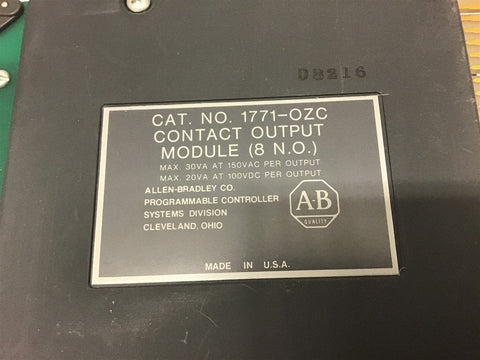 D8216
CAT. NO. 1771-OZC
CONTACT OUTPUT
MODULE (8 N.O.)
MAX. 30VA AT 150VAC PER OUTPUT
MAX. 20VA AT 100VDC PER OUTPUT
ALLEN-BRADLEY CO.
PROGRAMMABLE CONTROLLER
SYSTEMS DIVISION
CLEVELAND, OHIO
A-B
QUALITY
MADE IN U.S.A.